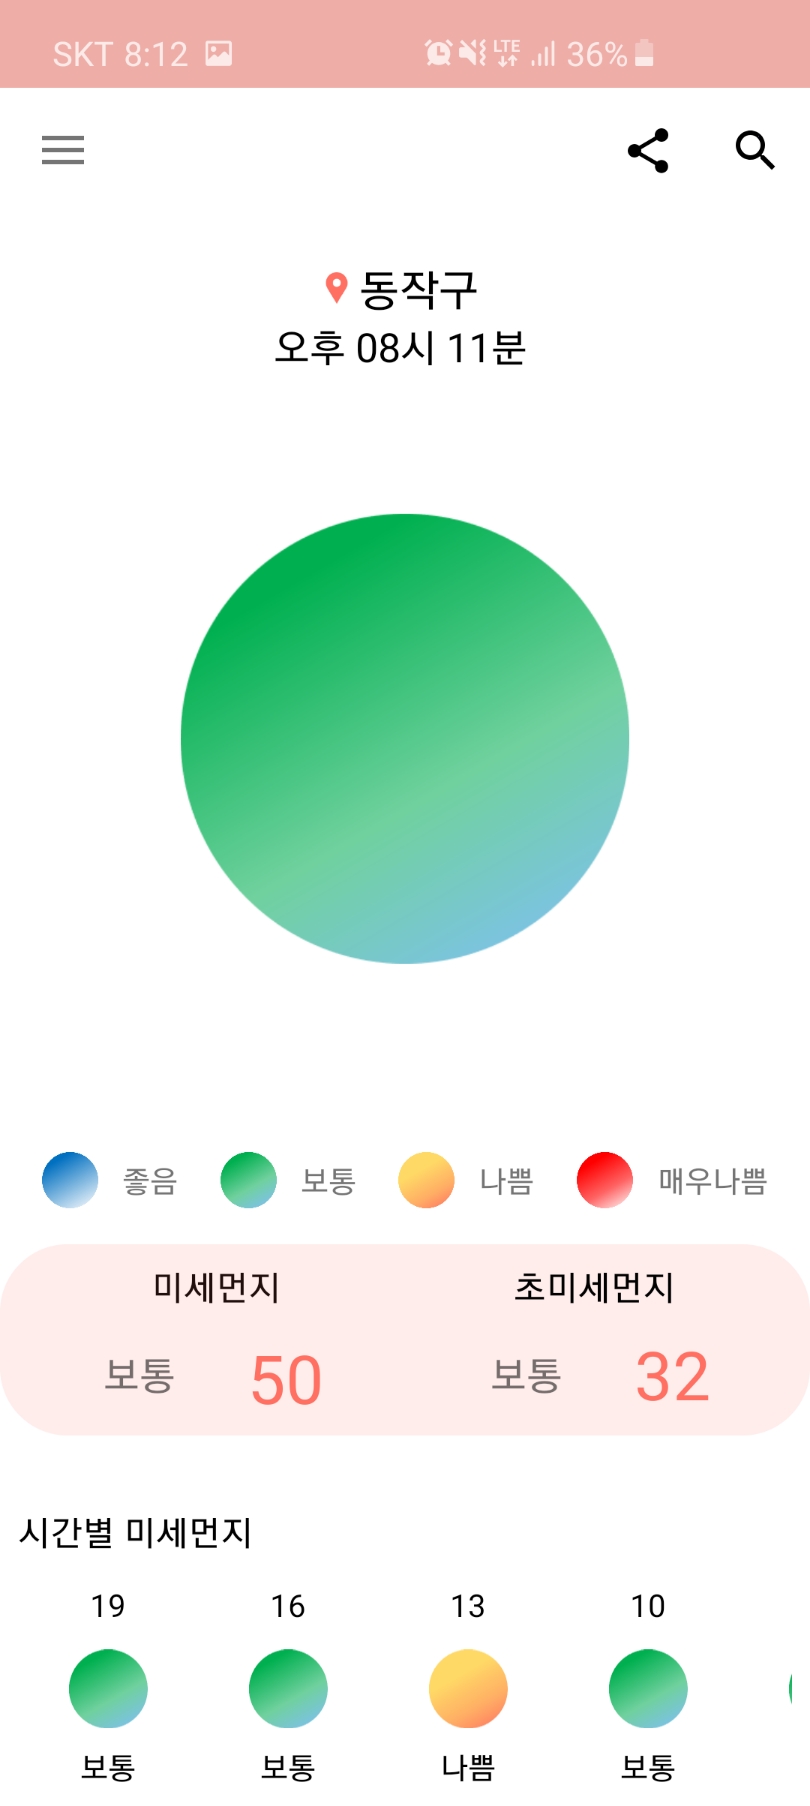 SKT 8:12 LTE 36%
동작구
오후 08시 11분
좋음 보통 나쁨 매우나쁨
미세먼지 초미세먼지
보통 50 보통 32
시간별 미세먼지
19 16 13 10
보통 보통 나쁨 보통